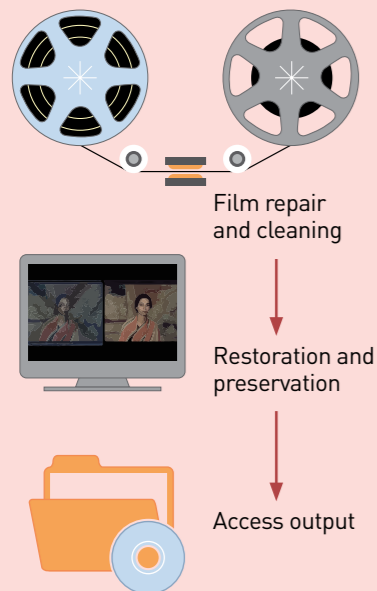 Film repair
and cleaning
Restoration and
preservation
Access output